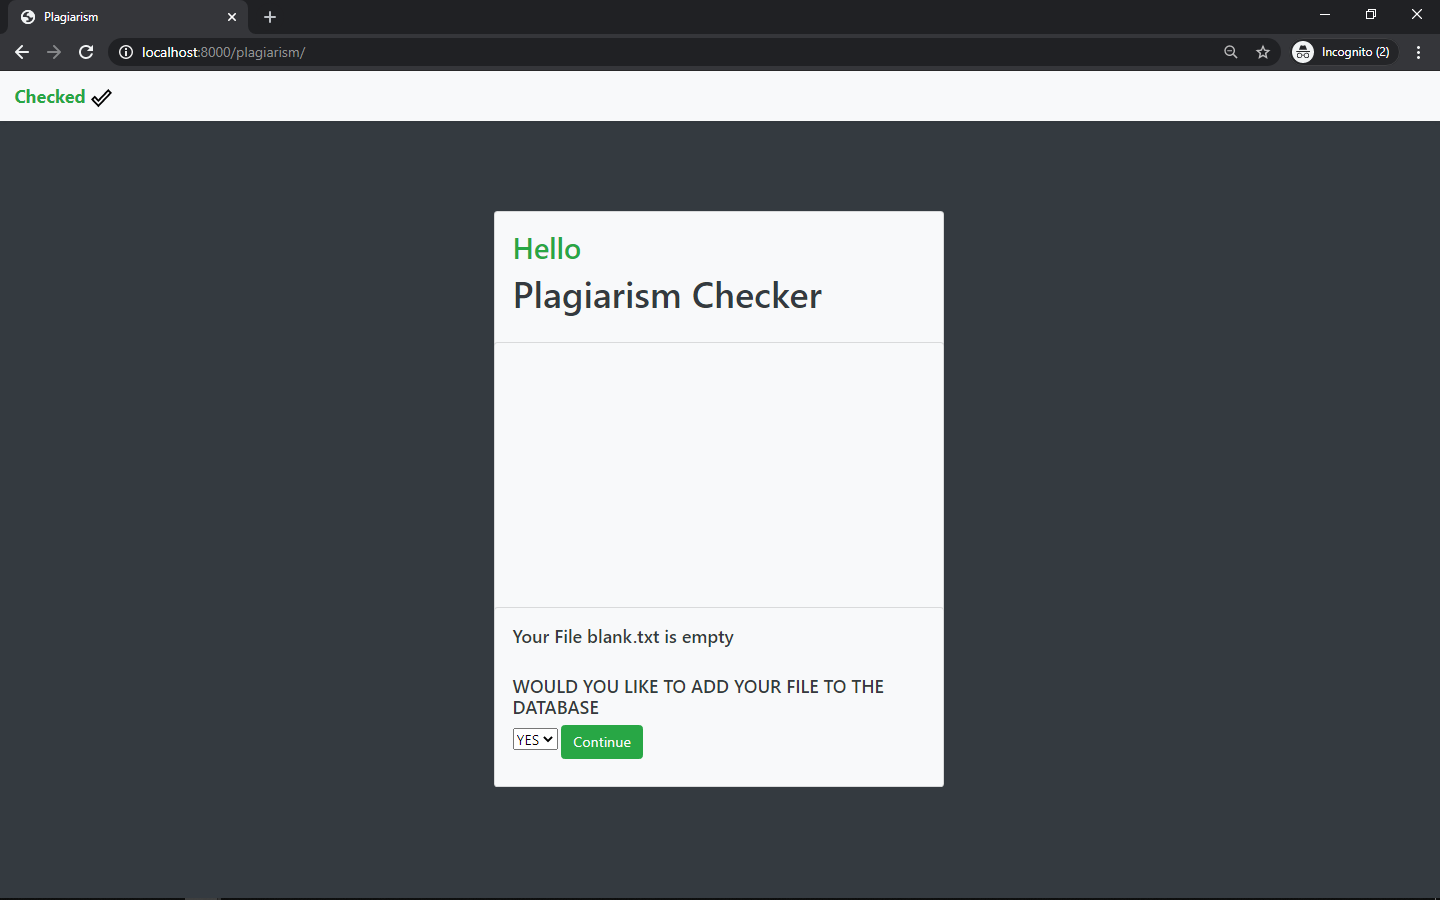 Plagiarism
localhost:8000/plagiarism/
Incognito (2)
Checked
Hello
Plagiarism Checker
Your File blank.txt is empty
WOULD YOU LIKE TO ADD YOUR FILE TO THE
DATABASE
YES Continue